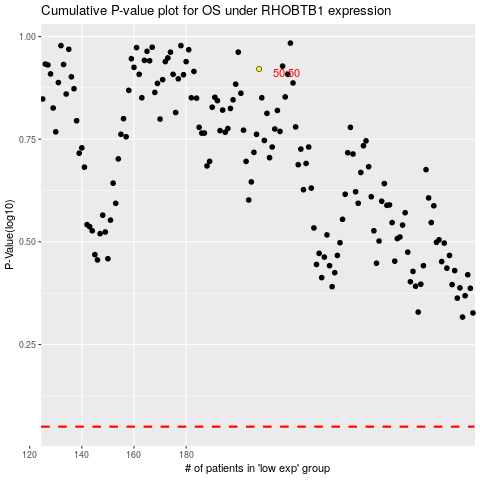 Cumulative P-value plot for OS under RHOBTB1 expression
1.00
0.75
0.50
0.25
P-Value(log10)
50:50
120 140 160 180
# of patients in 'low exp' group